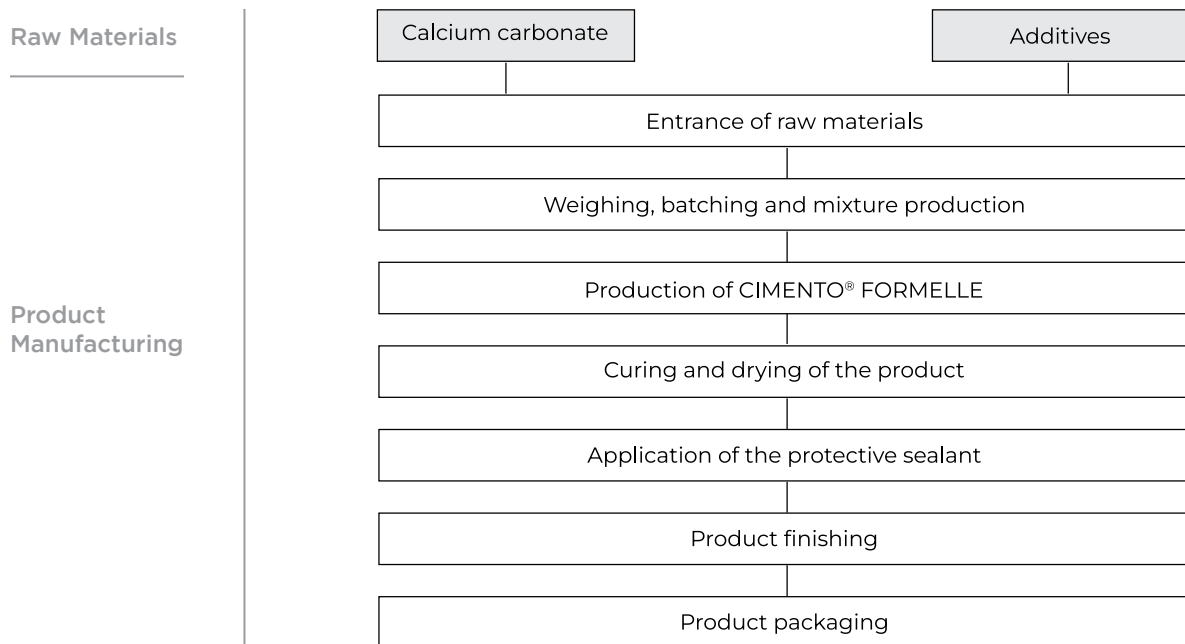 Raw Materials
Calcium carbonate
Additives
Entrance of raw materials
Weighing, batching and mixture production
Production of CIMENTO® FORMELLE
Product
Manufacturing
Curing and drying of the product
Application of the protective sealant
Product finishing
Product packaging